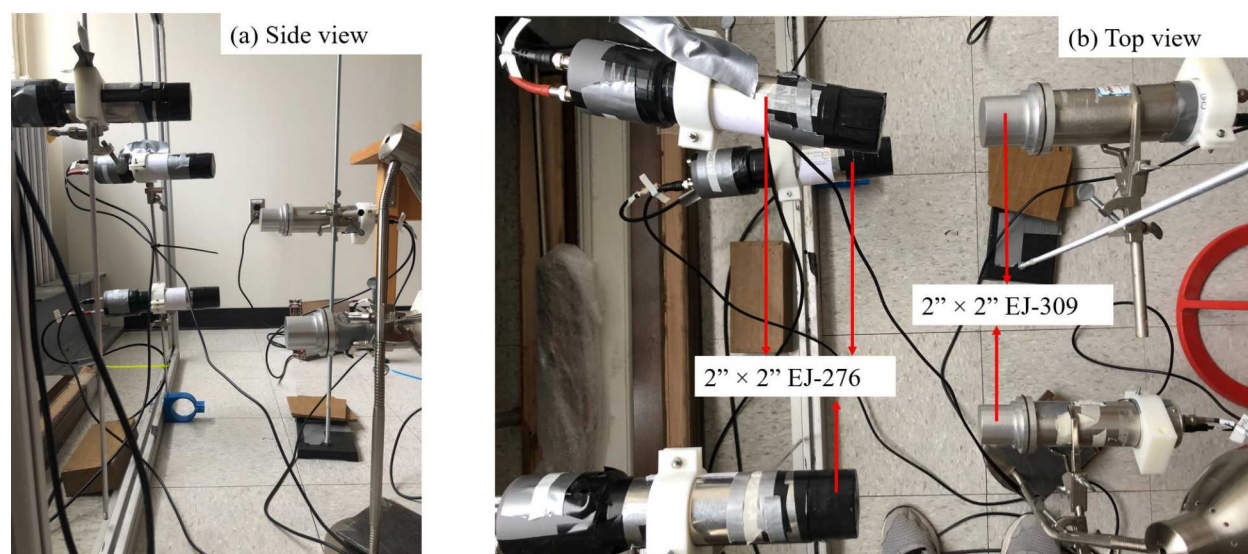 (a) Side view
(b) Top view
2” × 2” EJ-309
2” × 2” EJ-276